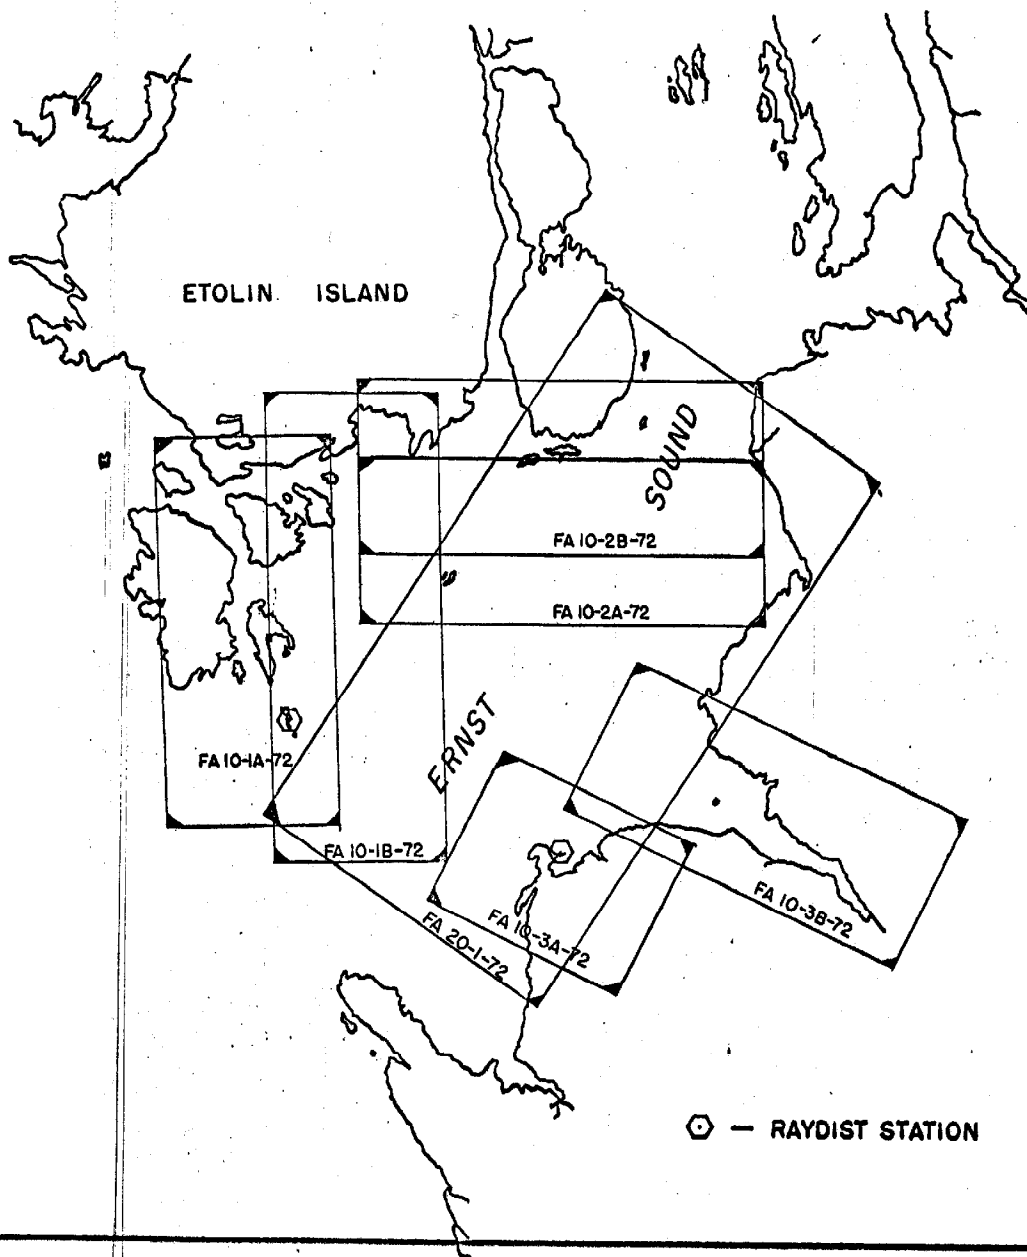 ETOLIN ISLAND
SOUND
FA 10-2B-72
FA 10-2A-72
ERNST
FA 10-1A-72
FA 10-1B-72
FA 10-3B-72
FA 10-3A-72
FA 20-1-72
— RAYDIST STATION